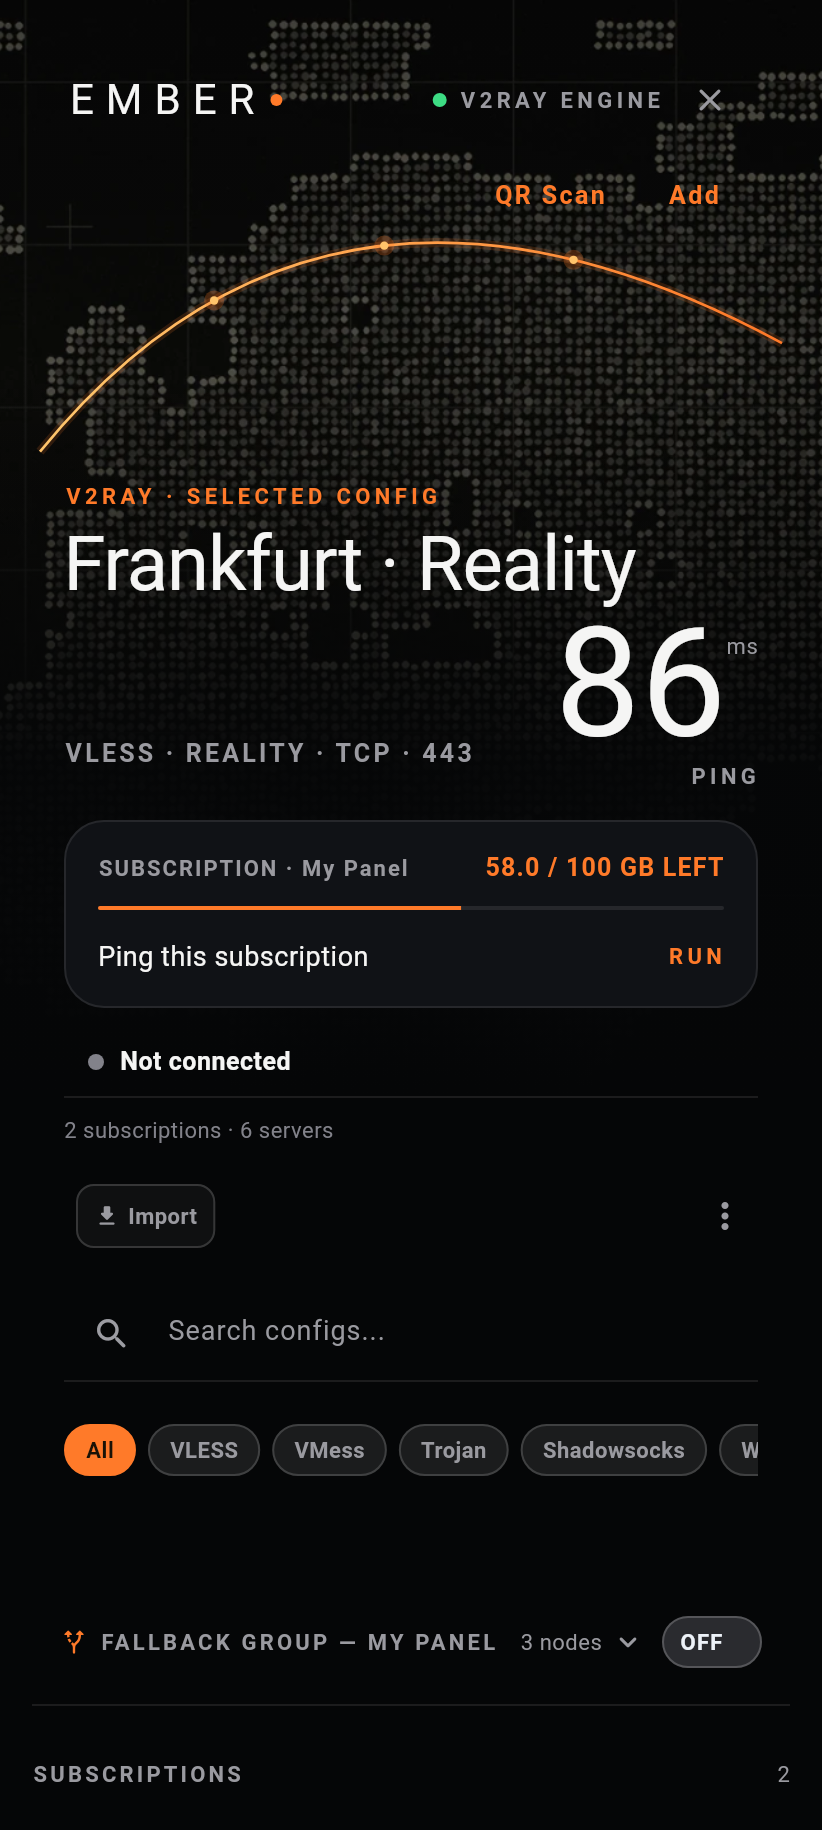 EMBER
V2RAY ENGINE
QR Scan Add
V2RAY · SELECTED CONFIG
Frankfurt · Reality
86 ms
VLESS · REALITY · TCP · 443
PING
SUBSCRIPTION · My Panel 58.0 / 100 GB LEFT
Ping this subscription RUN
Not connected
2 subscriptions · 6 servers
Import
Search configs...
All VLESS VMess Trojan Shadowsocks W
FALLBACK GROUP — MY PANEL 3 nodes OFF
SUBSCRIPTIONS 2